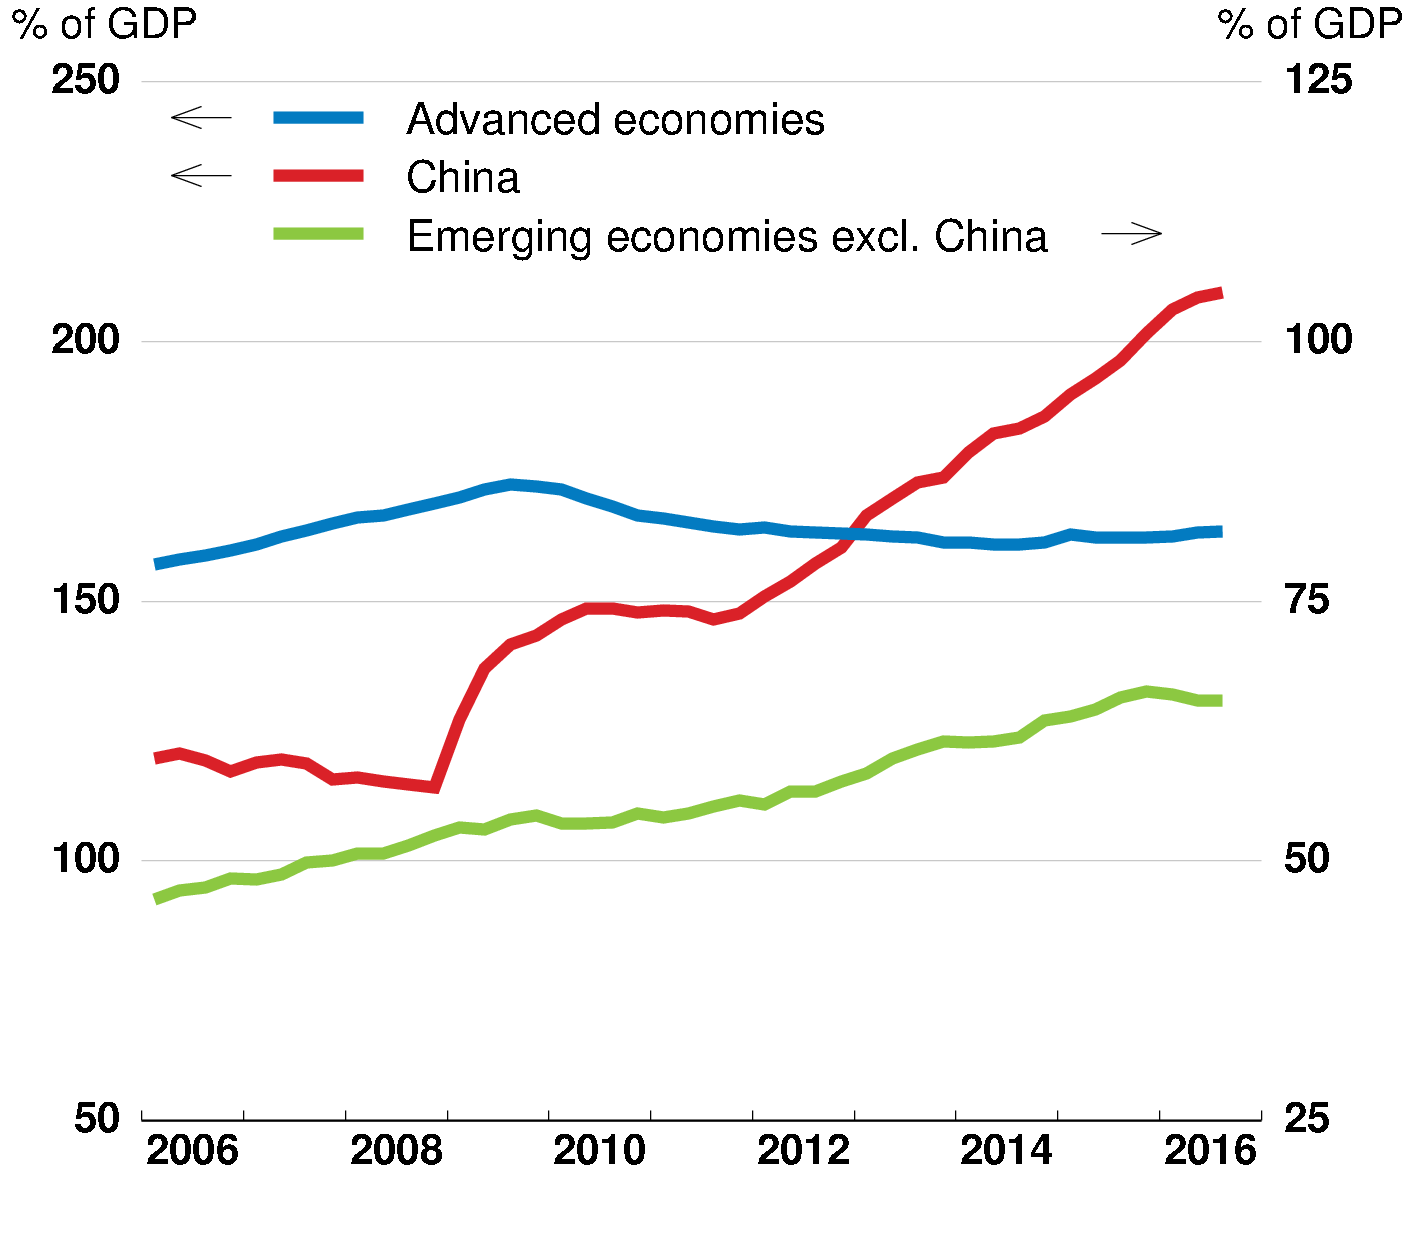 % of GDP % of GDP
250 125
Advanced economies
China
Emerging economies excl. China
200 100
150 75
100 50
50 25
2006 2008 2010 2012 2014 2016